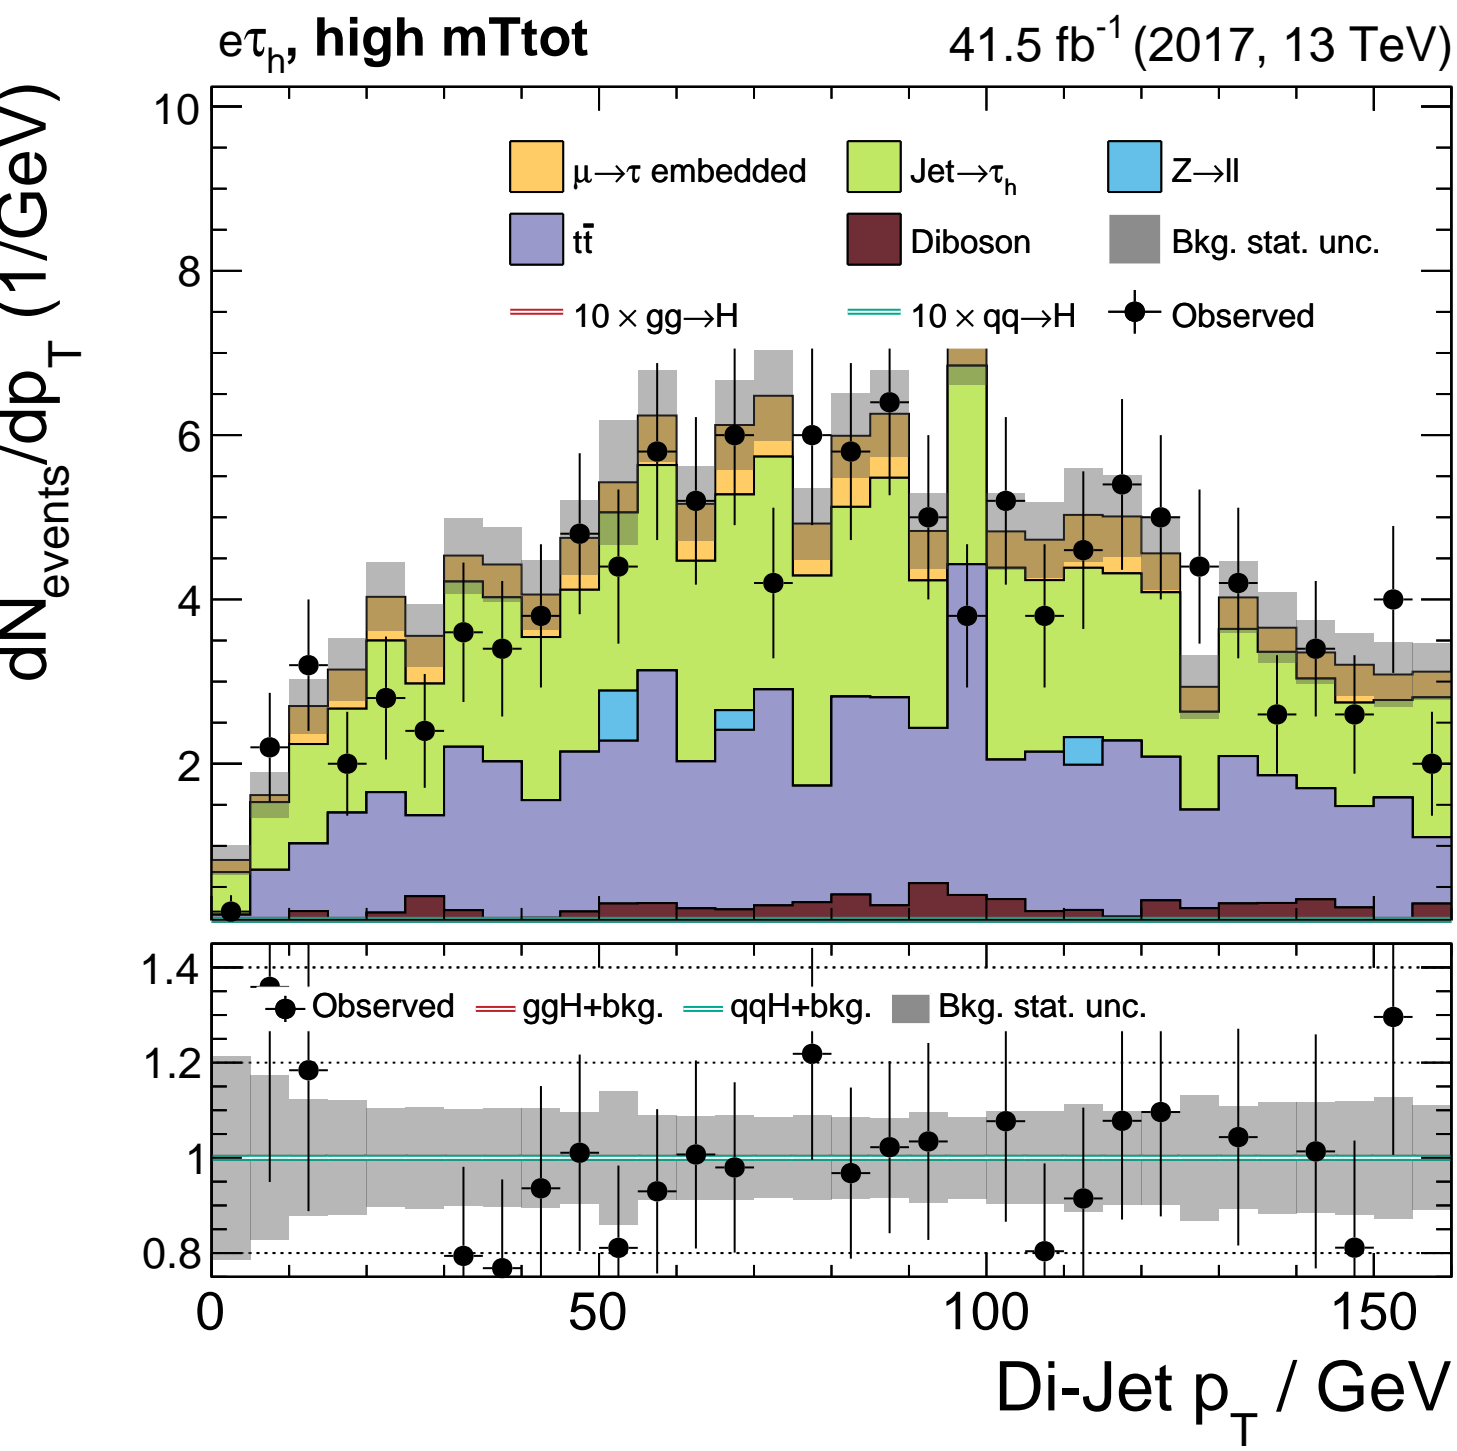 eτh, high mTtot
41.5 fb-1 (2017, 13 TeV)
dNevents/dpT (1/GeV)
10
8
6
4
2
μ→τ embedded
Jet→τh
Z→ll
tt̄
Diboson
Bkg. stat. unc.
10 × gg→H
10 × qq→H
Observed
1.4
1.2
1
0.8
Observed
ggH+bkg.
qqH+bkg.
Bkg. stat. unc.
0
50
100
150
Di-Jet pT / GeV